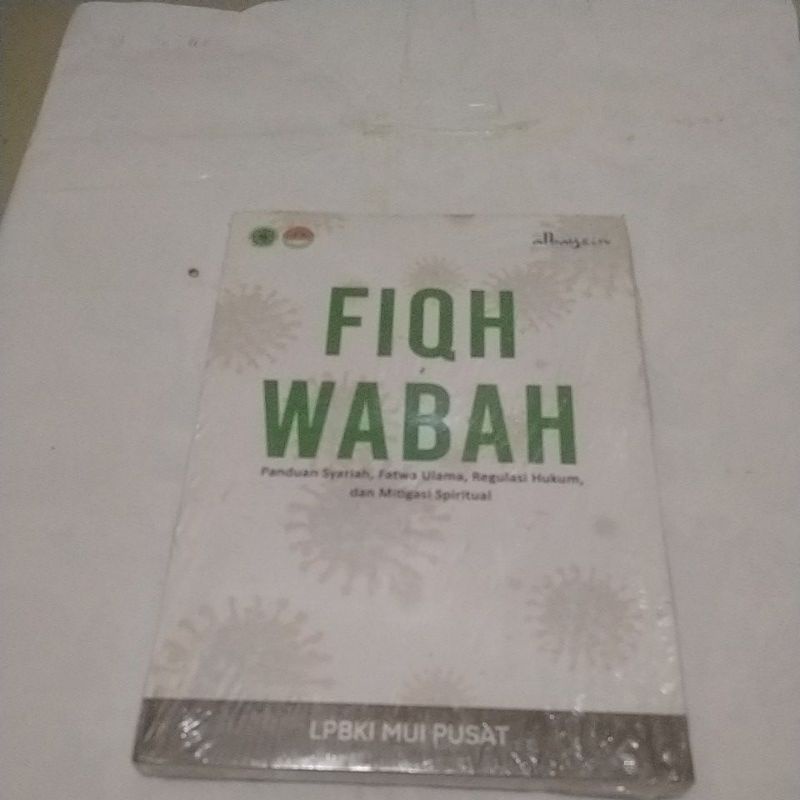 FIQH
WABAH
Panduan Syariah, Fatwa Ulama, Regulasi Hukum,
dan Mitigasi Spiritual
LPBKI MUI PUSAT